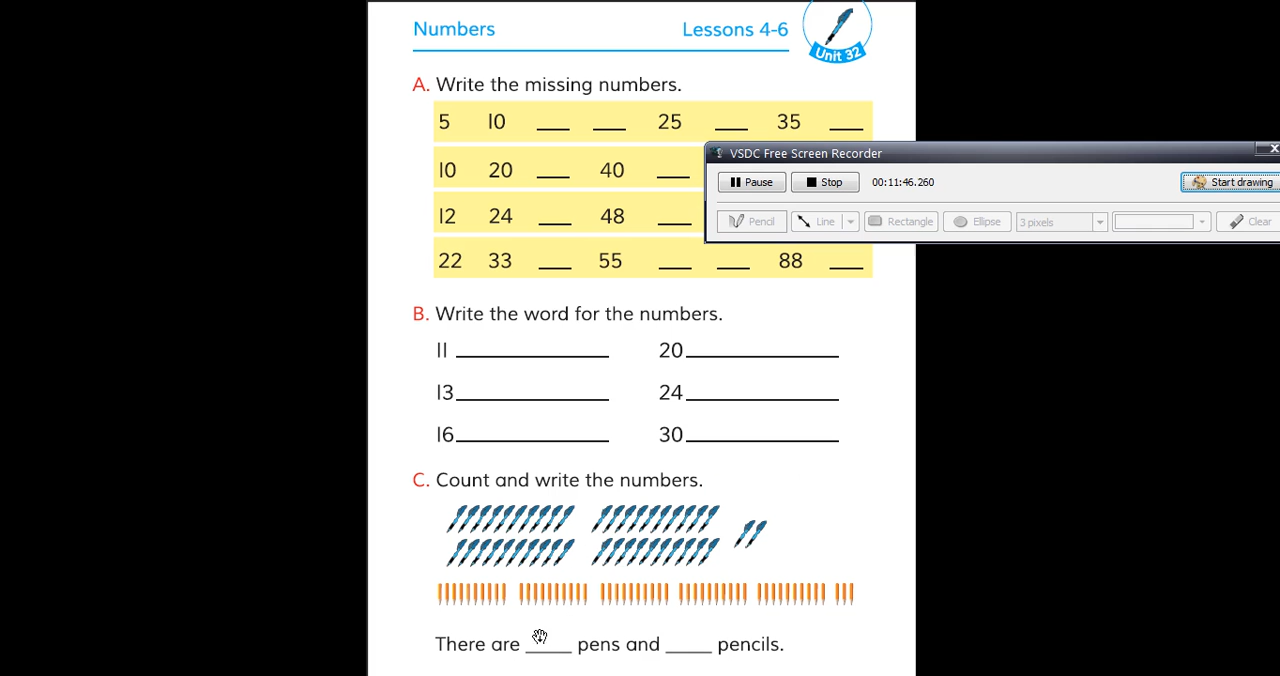 Numbers Lessons 4-6
Unit 32
A. Write the missing numbers.
5 10 ___ ___ 25 ___ 35 ___
10 20 ___ 40 ___
VSDC Free Screen Recorder
Pause Stop 00:11:46.260 Start drawing
12 24 ___ 48 ___
Pencil Line Rectangle Ellipse 3 pixels Clear
22 33 ___ 55 ___ ___ 88 ___
B. Write the word for the numbers.
11 ___ 20 ___
13 ___ 24 ___
16 ___ 30 ___
C. Count and write the numbers.
There are ____ pens and ____ pencils.